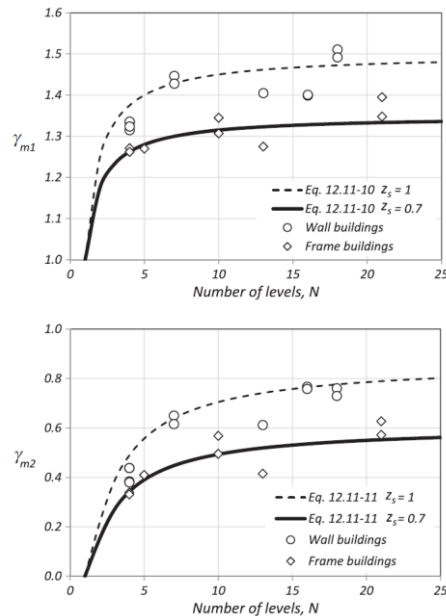 1.6
1.5
1.4
1.3
1.2
1.1
1.0
γm1
Eq. 12.11-10 zs = 1
Eq. 12.11-10 zs = 0.7
Wall buildings
Frame buildings
0 5 10 15 20 25
Number of levels, N
1.0
0.8
0.6
0.4
0.2
0.0
γm2
Eq. 12.11-11 zs = 1
Eq. 12.11-11 zs = 0.7
Wall buildings
Frame buildings
0 5 10 15 20 25
Number of levels, N